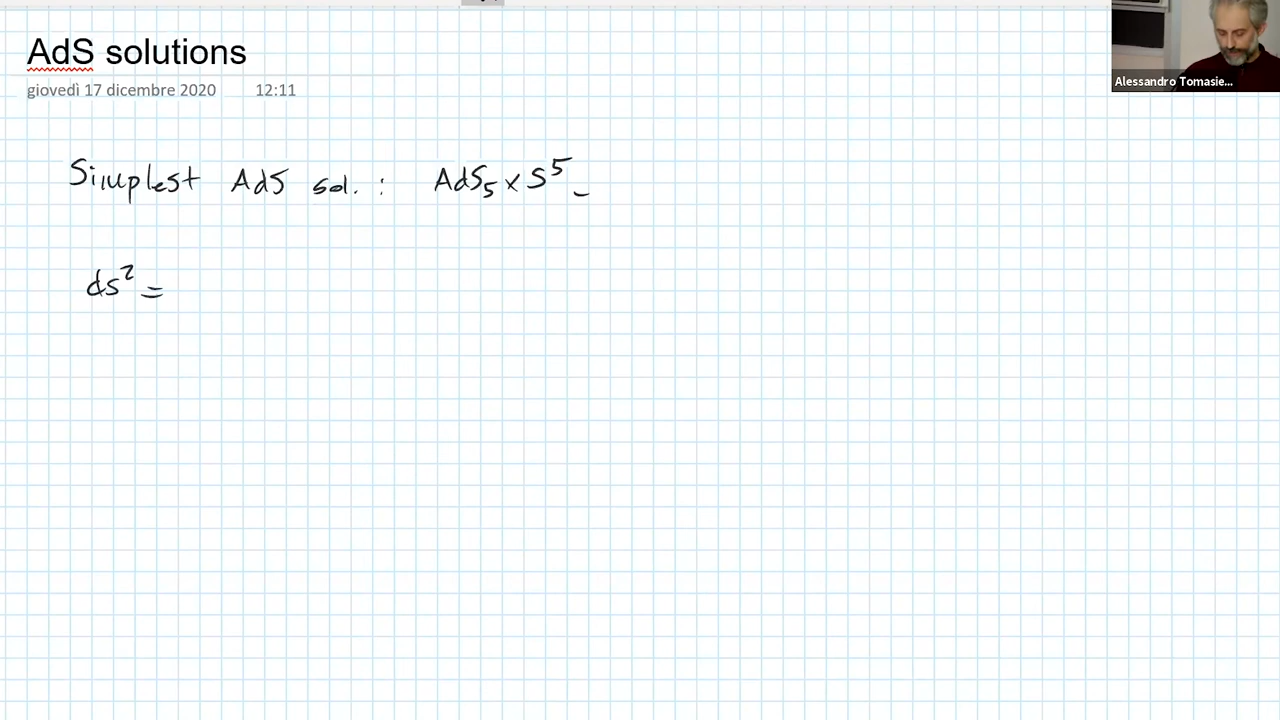 AdS solutions
giovedì 17 dicembre 2020 12:11
Alessandro Tomasie...
Simplest AdS sol. : AdS₅ × S⁵ -
ds² =